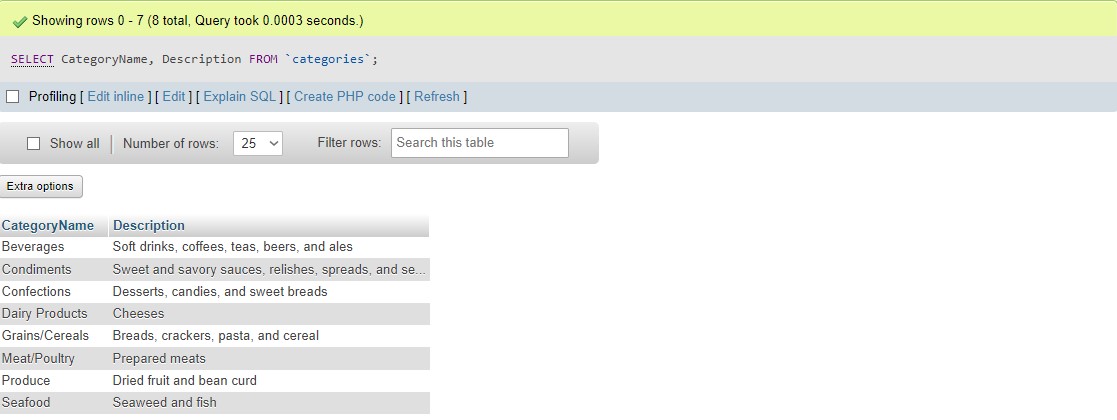 Showing rows 0 - 7 (8 total, Query took 0.0003 seconds.)
SELECT CategoryName, Description FROM `categories`;
Profiling [ Edit inline ] [ Edit ] [ Explain SQL ] [ Create PHP code ] [ Refresh ]
Show all Number of rows: 25 Filter rows: Search this table
Extra options
CategoryName Description
Beverages Soft drinks, coffees, teas, beers, and ales
Condiments Sweet and savory sauces, relishes, spreads, and se...
Confections Desserts, candies, and sweet breads
Dairy Products Cheeses
Grains/Cereals Breads, crackers, pasta, and cereal
Meat/Poultry Prepared meats
Produce Dried fruit and bean curd
Seafood Seaweed and fish